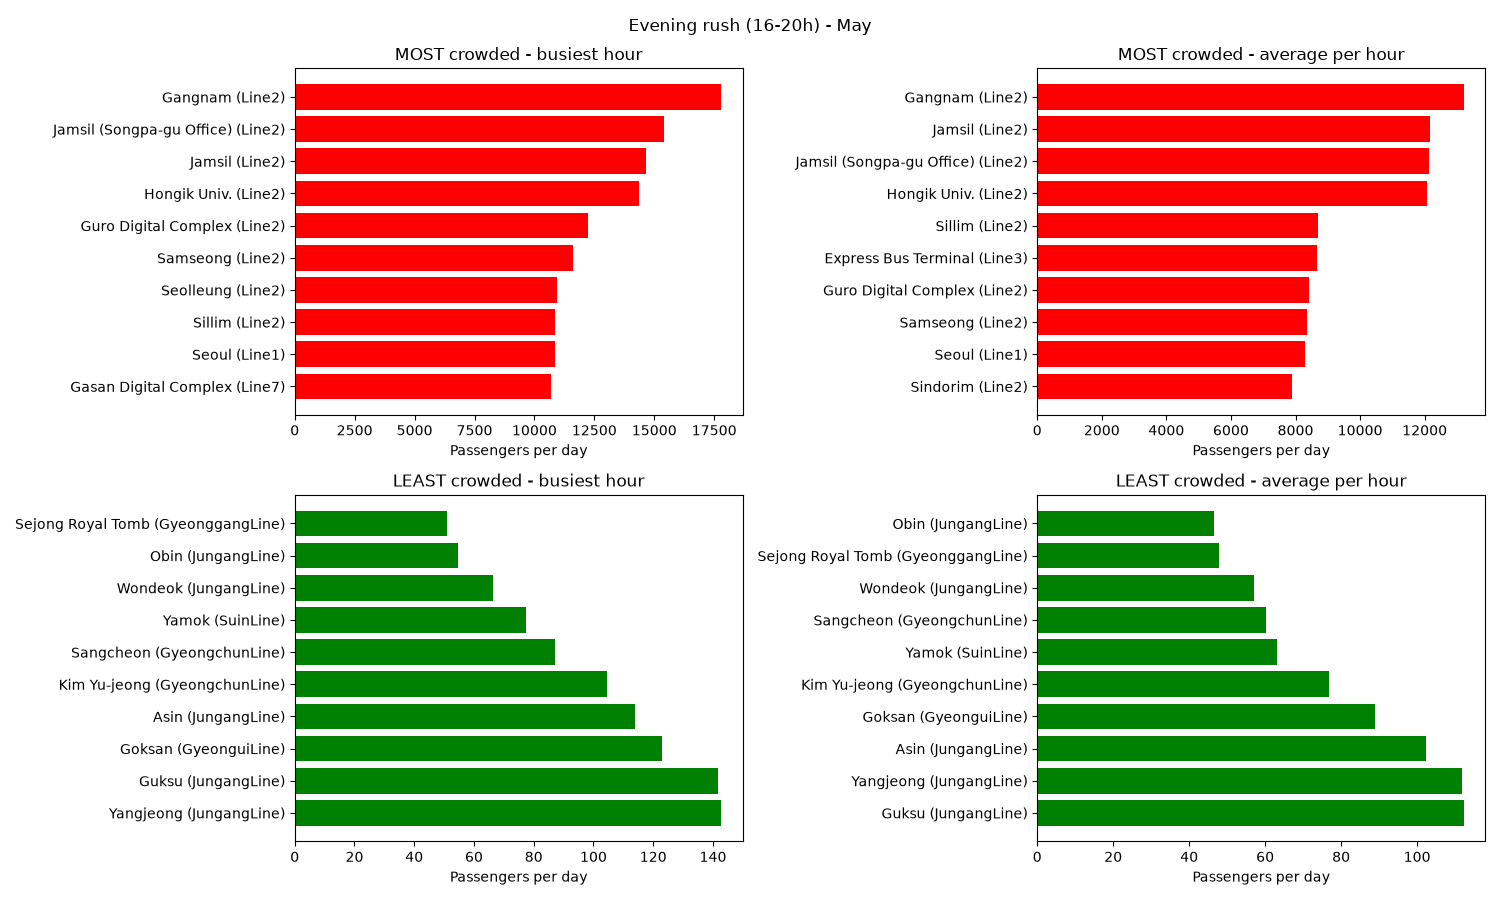 Evening rush (16-20h) - May
MOST crowded - busiest hour
Gangnam (Line2)
Jamsil (Songpa-gu Office) (Line2)
Jamsil (Line2)
Hongik Univ. (Line2)
Guro Digital Complex (Line2)
Samseong (Line2)
Seolleung (Line2)
Sillim (Line2)
Seoul (Line1)
Gasan Digital Complex (Line7)
0 2500 5000 7500 10000 12500 15000 17500
Passengers per day
MOST crowded - average per hour
Gangnam (Line2)
Jamsil (Line2)
Jamsil (Songpa-gu Office) (Line2)
Hongik Univ. (Line2)
Sillim (Line2)
Express Bus Terminal (Line3)
Guro Digital Complex (Line2)
Samseong (Line2)
Seoul (Line1)
Sindorim (Line2)
0 2000 4000 6000 8000 10000 12000
Passengers per day
LEAST crowded - busiest hour
Sejong Royal Tomb (GyeonggangLine)
Obin (JungangLine)
Wondeok (JungangLine)
Yamok (SuinLine)
Sangcheon (GyeongchunLine)
Kim Yu-jeong (GyeongchunLine)
Asin (JungangLine)
Goksan (GyeonguiLine)
Guksu (JungangLine)
Yangjeong (JungangLine)
0 20 40 60 80 100 120 140
Passengers per day
LEAST crowded - average per hour
Obin (JungangLine)
Sejong Royal Tomb (GyeonggangLine)
Wondeok (JungangLine)
Sangcheon (GyeongchunLine)
Yamok (SuinLine)
Kim Yu-jeong (GyeongchunLine)
Goksan (GyeonguiLine)
Asin (JungangLine)
Yangjeong (JungangLine)
Guksu (JungangLine)
0 20 40 60 80 100
Passengers per day